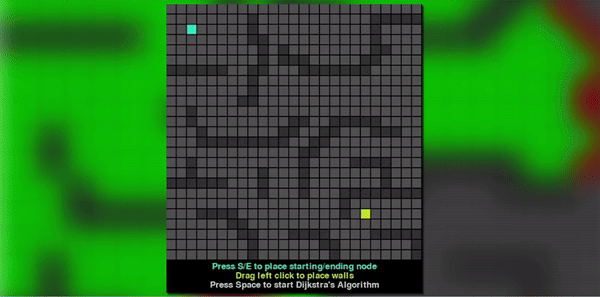 Press S/E to place starting/ending node
Drag left click to place walls
Press Space to start Dijkstra's Algorithm